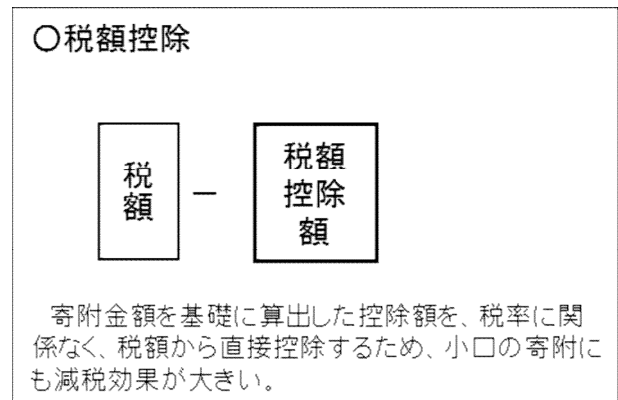 ○税額控除
税額
－
税額
控除
額
寄附金額を基礎に算出した控除額を、税率に関
係なく、税額から直接控除するため、小口の寄附に
も減税効果が大きい。